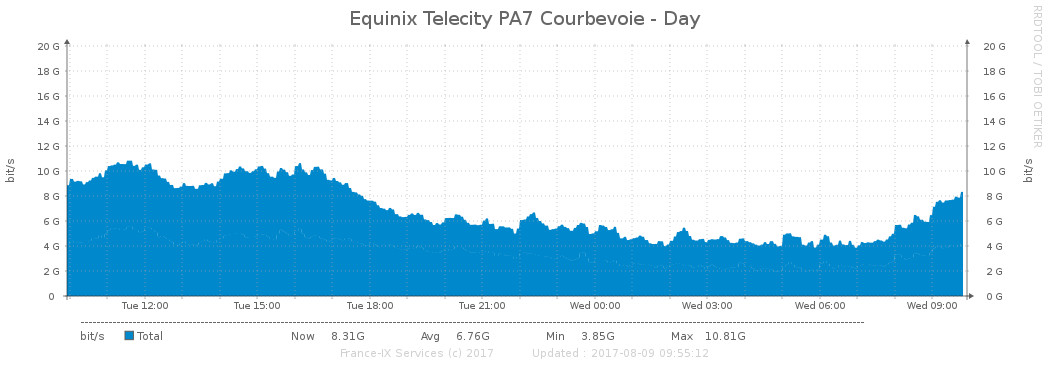 Equinix Telecity PA7 Courbevoie - Day
RRDTOOL / TOBI OETIKER
20 G 20 G
18 G 18 G
16 G 16 G
14 G 14 G
12 G 12 G
10 G 10 G
8 G 8 G
6 G 6 G
4 G 4 G
2 G 2 G
0 0 G
bit/s
bit/s
Tue 12:00 Tue 15:00 Tue 18:00 Tue 21:00 Wed 00:00 Wed 03:00 Wed 06:00 Wed 09:00
bit/s Total Now 8.31G Avg 6.76G Min 3.85G Max 10.81G
France-IX Services (c) 2017 Updated : 2017-08-09 09:55:12